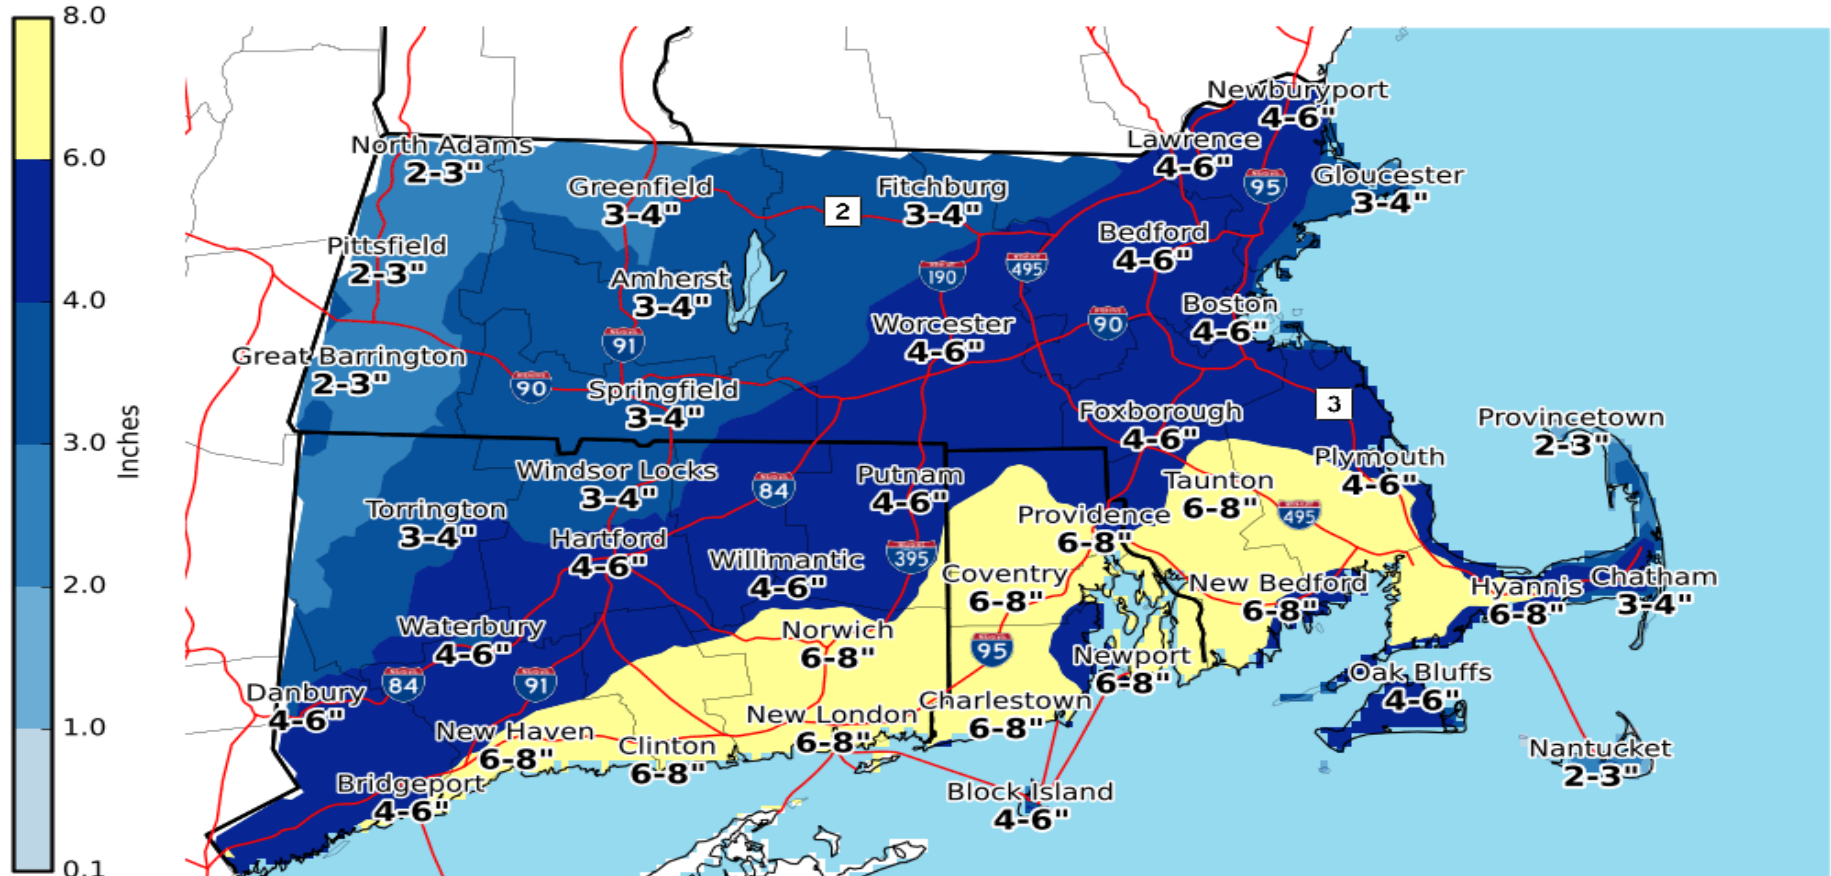 8.0
6.0
4.0
3.0
2.0
1.0
0.1
Inches
Newburyport
4-6"
Lawrence
4-6"
North Adams
2-3"
Greenfield
3-4"
Fitchburg
3-4"
95
Gloucester
3-4"
2
Pittsfield
2-3"
Bedford
4-6"
Amherst
3-4"
190
495
Boston
4-6"
Worcester
4-6"
90
91
Great Barrington
2-3"
90
Springfield
3-4"
3
Foxborough
4-6"
Provincetown
2-3"
Windsor Locks
3-4"
84
Putnam
4-6"
Taunton
6-8"
Plymouth
4-6"
Torrington
3-4"
Providence
6-8"
495
Hartford
4-6"
Willimantic
4-6"
395
Coventry
6-8"
New Bedford
6-8"
Hyannis
6-8"
Chatham
3-4"
Waterbury
4-6"
Norwich
6-8"
95
Newport
6-8"
Oak Bluffs
4-6"
84
91
Danbury
4-6"
New Haven
6-8"
Clinton
6-8"
New London
6-8"
Charlestown
6-8"
Nantucket
2-3"
Bridgeport
4-6"
Block Island
4-6"